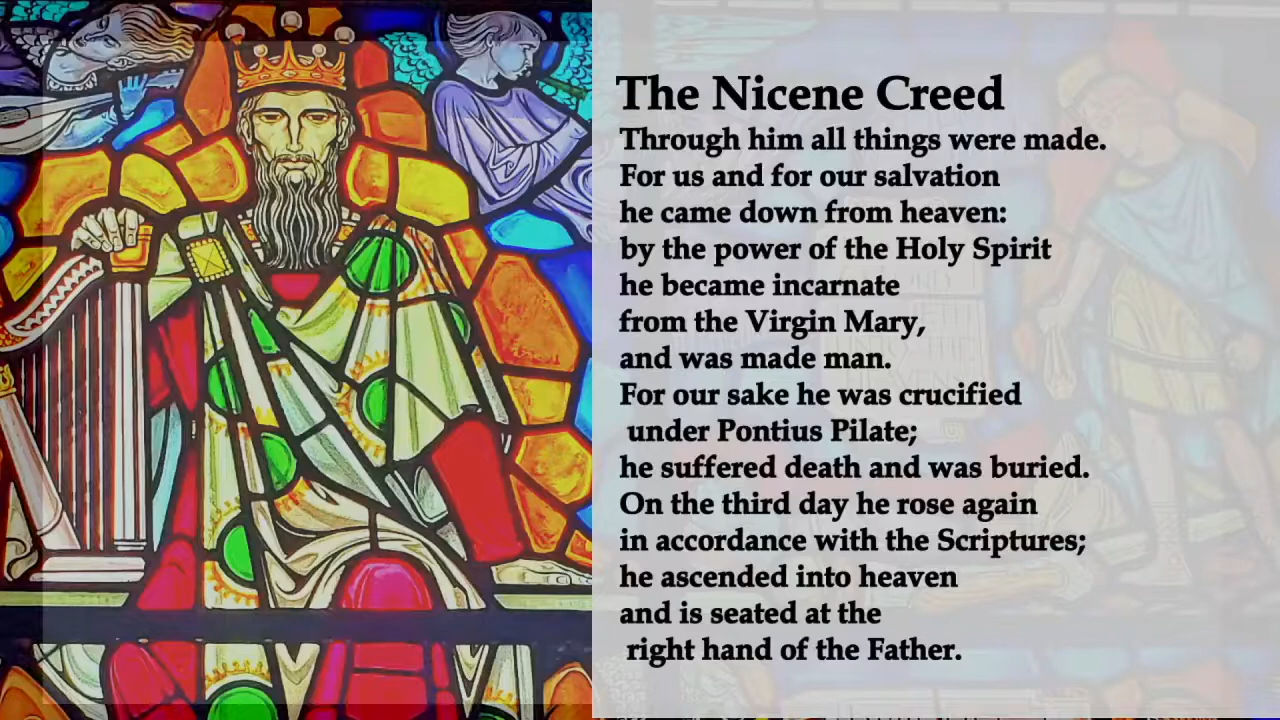 The Nicene Creed
Through him all things were made.
For us and for our salvation
he came down from heaven:
by the power of the Holy Spirit
he became incarnate
from the Virgin Mary,
and was made man.
For our sake he was crucified
under Pontius Pilate;
he suffered death and was buried.
On the third day he rose again
in accordance with the Scriptures;
he ascended into heaven
and is seated at the
right hand of the Father.